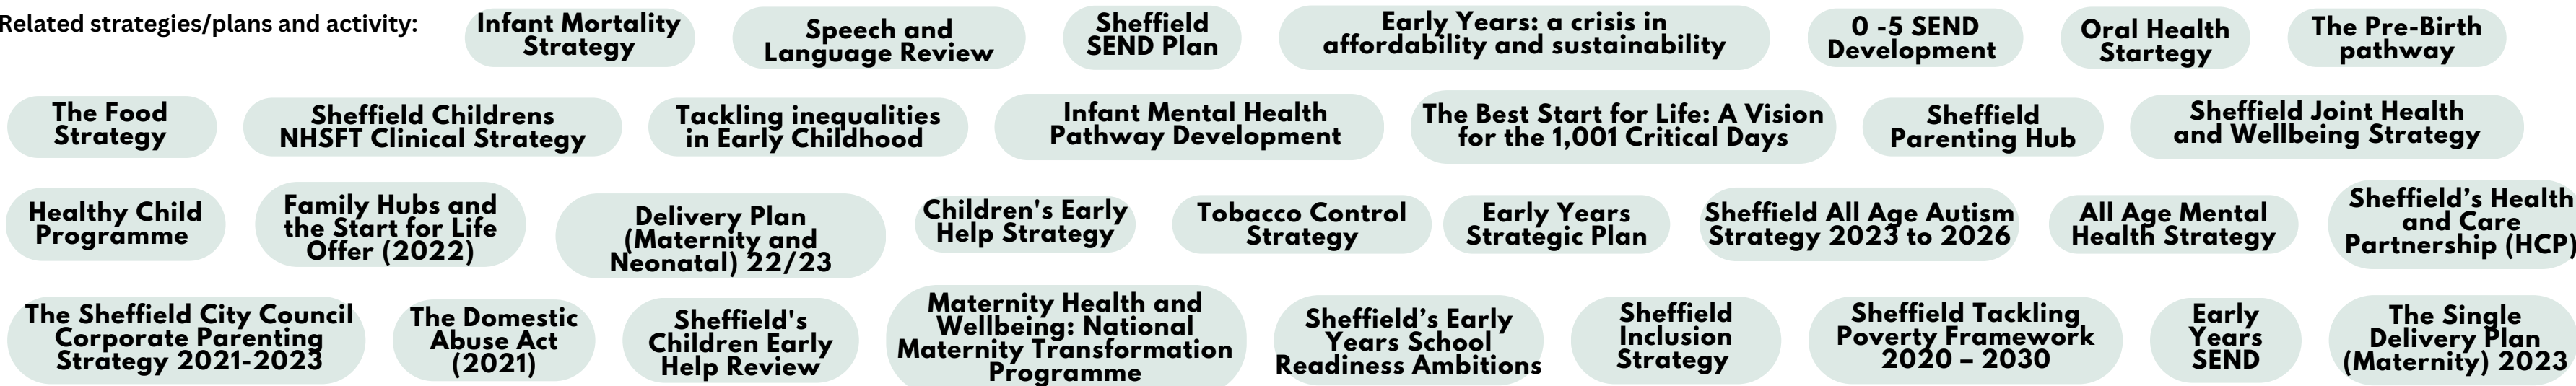 Related strategies/plans and activity:
Infant Mortality
Strategy
Speech and
Language Review
Sheffield
SEND Plan
Early Years: a crisis in
affordability and sustainability
0 -5 SEND
Development
Oral Health
Startegy
The Pre-Birth
pathway
The Food
Strategy
Sheffield Childrens
NHSFT Clinical Strategy
Tackling inequalities
in Early Childhood
Infant Mental Health
Pathway Development
The Best Start for Life: A Vision
for the 1,001 Critical Days
Sheffield
Parenting Hub
Sheffield Joint Health
and Wellbeing Strategy
Healthy Child
Programme
Family Hubs and
the Start for Life
Offer (2022)
Delivery Plan
(Maternity and
Neonatal) 22/23
Children's Early
Help Strategy
Tobacco Control
Strategy
Early Years
Strategic Plan
Sheffield All Age Autism
Strategy 2023 to 2026
All Age Mental
Health Strategy
Sheffield’s Health
and Care
Partnership (HCP)
The Sheffield City Council
Corporate Parenting
Strategy 2021-2023
The Domestic
Abuse Act
(2021)
Sheffield's
Children Early
Help Review
Maternity Health and
Wellbeing: National
Maternity Transformation
Programme
Sheffield’s Early
Years School
Readiness Ambitions
Sheffield
Inclusion
Strategy
Sheffield Tackling
Poverty Framework
2020 – 2030
Early
Years
SEND
The Single
Delivery Plan
(Maternity) 2023